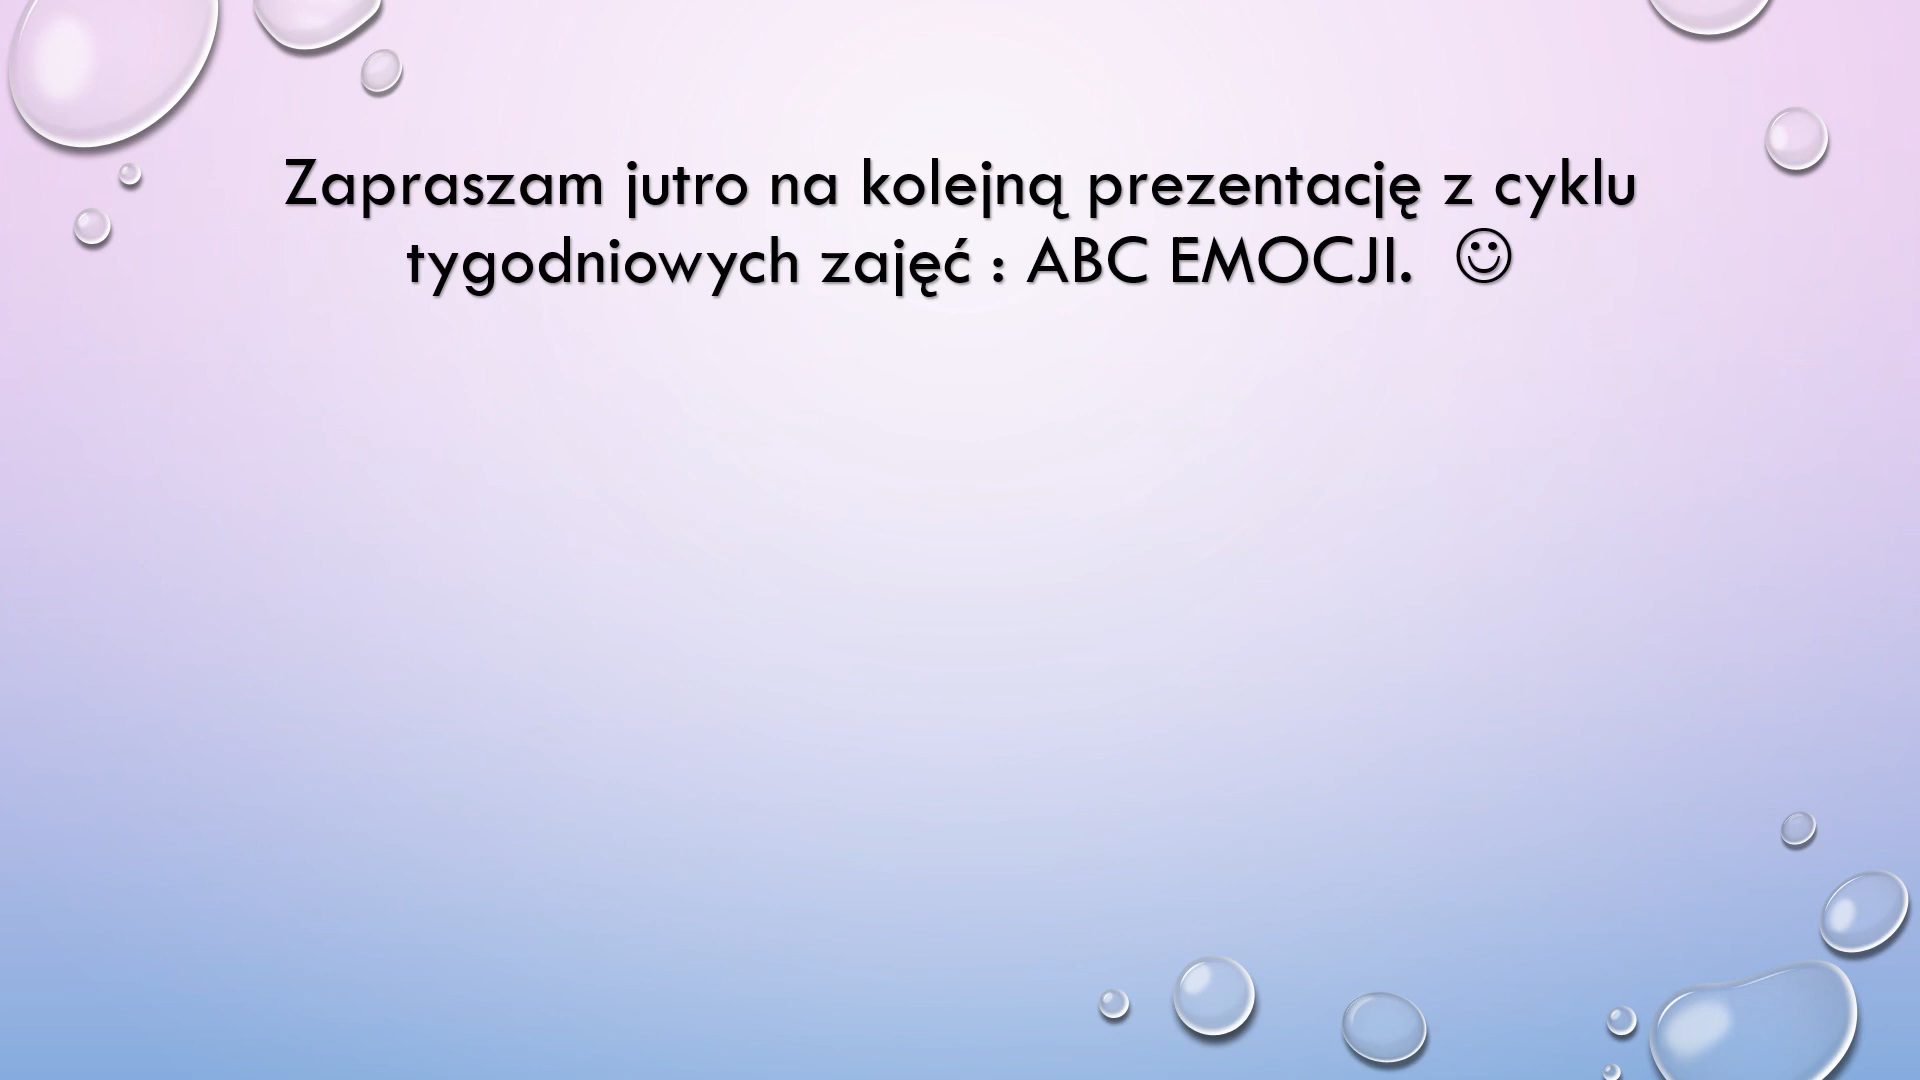 Zapraszam jutro na kolejną prezentację z cyklu
tygodniowych zajęć : ABC EMOCJI. ☺